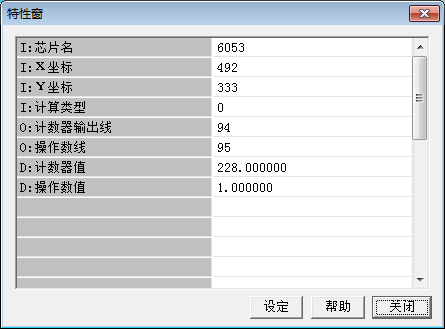 特性窗
I:芯片名 6053
I:X坐标 492
I:Y坐标 333
I:计算类型 0
O:计数器输出线 94
O:操作数线 95
D:计数器值 228.000000
D:操作数值 1.000000
设定 帮助 关闭